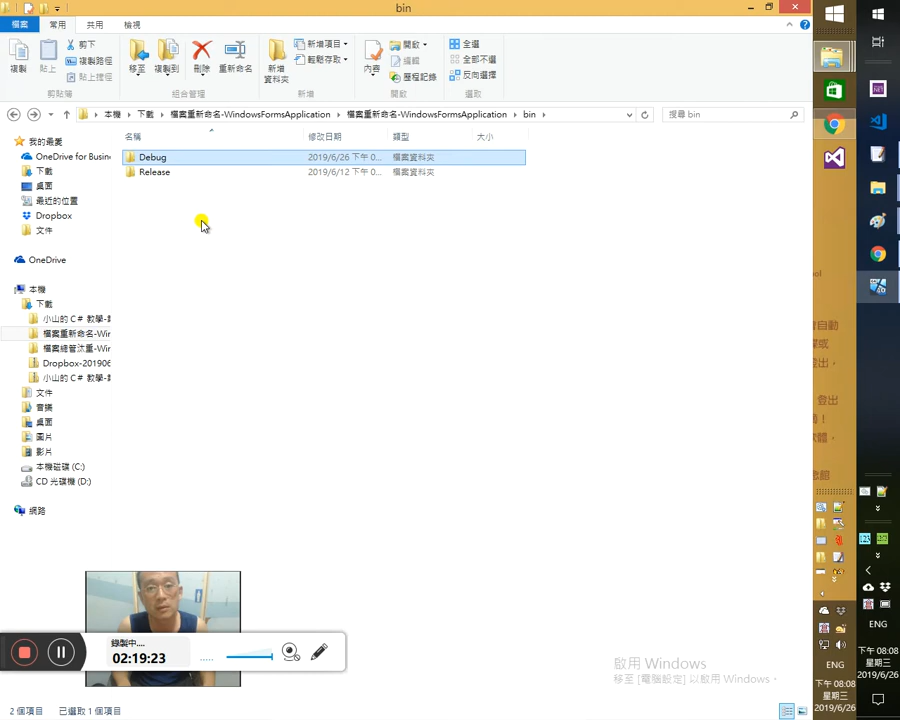 bin
檔案
常用
共用
檢視
複製
貼上
剪下
複製路徑
貼上捷徑
剪貼簿
移至
複製到
刪除
重新命名
組合管理
新增
資料夾
新增項目
輕鬆存取
新增
內容
開啟
編輯
歷程記錄
開啟
全選
全部不選
反向選擇
選取
本機
下載
檔案重新命名-WindowsFormsApplication
檔案重新命名-WindowsFormsApplication
bin
搜尋 bin
名稱
修改日期
類型
大小
Debug
2019/6/26 下午 0...
檔案資料夾
Release
2019/6/12 下午 0...
檔案資料夾
我的最愛
OneDrive for Busin
下載
桌面
最近的位置
Dropbox
文件
OneDrive
本機
下載
小山的 C# 教學-
檔案重新命名-Win
檔案總管汰重-Win
Dropbox-201906
小山的 C# 教學-
文件
音樂
桌面
圖片
影片
本機磁碟 (C:)
CD 光碟機 (D:)
網路
錄製中....
02:19:23
啟用 Windows
移至 [電腦設定] 以啟用 Windows。
2 個項目
已選取 1 個項目
ENG
下午 08:08
星期三
2019/6/26
ENG
下午 08:08
星期三
2019/6/26